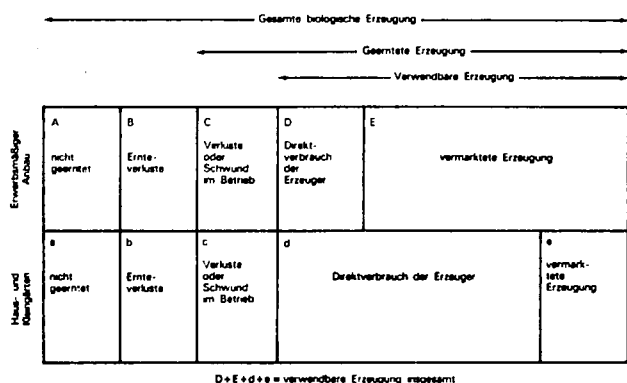 Gesamte biologische Erzeugung
Geerntete Erzeugung
Verwendbare Erzeugung
Erwerbsmäßiger
Anbau
A
nicht
geerntet
B
Ernte-
verluste
C
Verluste
oder
Schwund
im Betrieb
D
Direkt-
verbrauch
der
Erzeuger
E
vermarktete Erzeugung
Haus- und
Kleingärten
a
nicht
geerntet
b
Ernte-
verluste
c
Verluste
oder
Schwund
im Betrieb
d
Direktverbrauch der Erzeuger
e
vermark-
tete
Erzeugung
D+E+d+e = verwendbare Erzeugung insgesamt